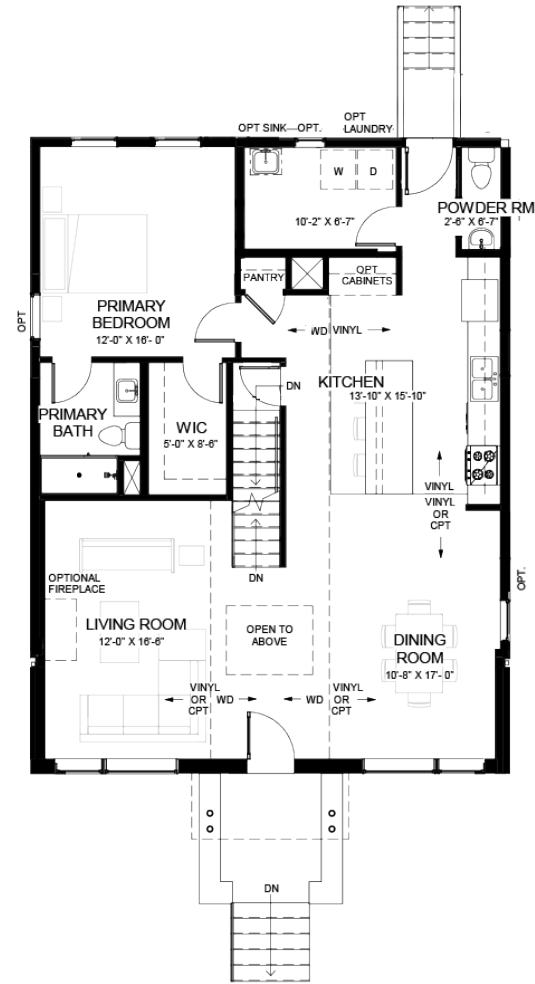 OPT
LAUNDRY
OPT SINK
OPT.
W
D
10'-2" X 6'-7"
POWDER RM
2'-6" X 6'-7"
PANTRY
OPT
CABINETS
OPT
PRIMARY
BEDROOM
12'-0" X 16'- 0"
WD
VINYL
DN
KITCHEN
13'-10" X 15'-10"
PRIMARY
BATH
WIC
5'-0" X 8'-6"
VINYL
VINYL
OR
CPT
DN
OPT.
OPTIONAL
FIREPLACE
LIVING ROOM
12'-0" X 16'-6"
OPEN TO
ABOVE
DINING
ROOM
10'-8" X 17'- 0"
VINYL
OR
CPT
WD
WD
VINYL
OR
CPT
DN